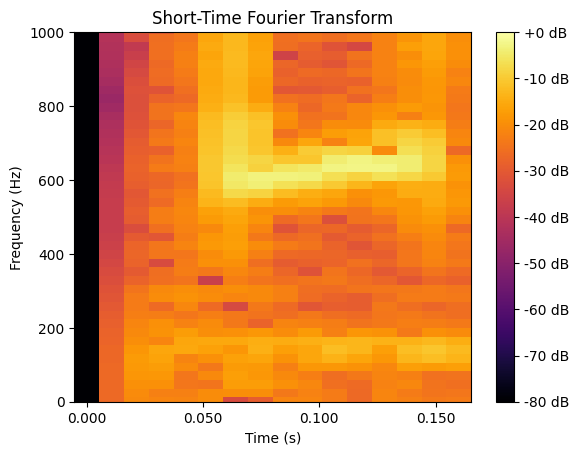 Short-Time Fourier Transform
Frequency (Hz)
1000
800
600
400
200
0
0.000
0.050
0.100
0.150
Time (s)
+0 dB
-10 dB
-20 dB
-30 dB
-40 dB
-50 dB
-60 dB
-70 dB
-80 dB